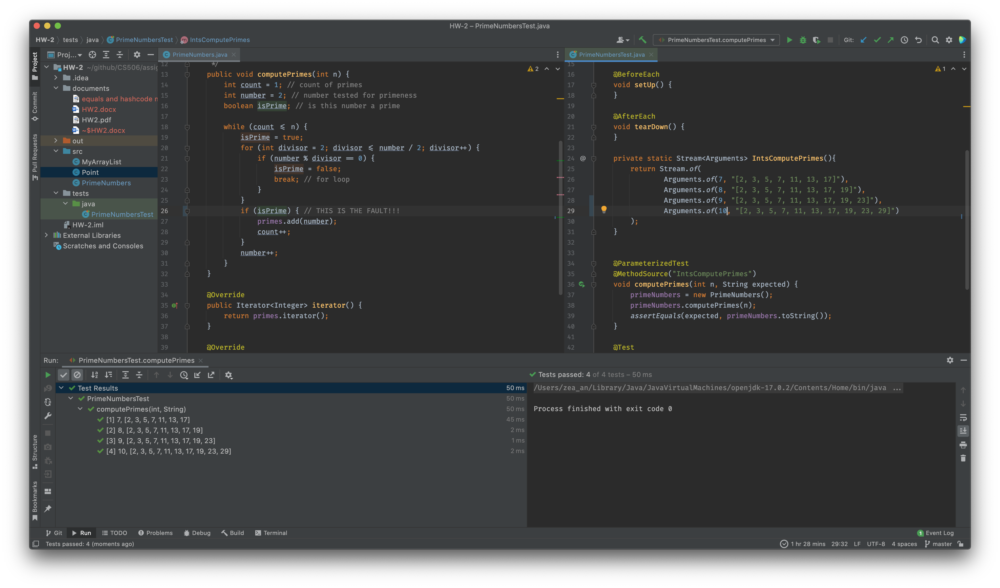 HW-2 – PrimeNumbersTest.java
HW-2 tests java PrimeNumbersTest IntsComputePrimes
PrimeNumbersTest.computePrimes
Git:
Project
Commit
Pull Requests
Structure
Bookmarks
Proj...
HW-2 ~/github/CS506/assig
.idea
documents
equals and hashcode
HW2.docx
HW2.pdf
~$HW2.docx
out
src
MyArrayList
Point
PrimeNumbers
tests
java
PrimeNumbersTest
HW-2.iml
External Libraries
Scratches and Consoles
PrimeNumbers.java
2
12 */
13 public void computePrimes(int n) {
14 int count = 1; // count of primes
15 int number = 2; // number tested for primeness
16 boolean isPrime; // is this number a prime
17
18 while (count <= n) {
19 isPrime = true;
20 for (int divisor = 2; divisor <= number / 2; divisor++) {
21 if (number % divisor == 0) {
22 isPrime = false;
23 break; // for loop
24 }
25 }
26 if (isPrime) { // THIS IS THE FAULT!!!
27 primes.add(number);
28 count++;
29 }
30 number++;
31 }
32 }
33
34 @Override
35 public Iterator<Integer> iterator() {
36 return primes.iterator();
37 }
38
39 @Override
PrimeNumbersTest.java
1
15
16 @BeforeEach
17 void setUp() {
18 }
19
20 @AfterEach
21 void tearDown() {
22 }
23
24 @ private static Stream<Arguments> IntsComputePrimes(){
25 return Stream.of(
26 Arguments.of(7, "[2, 3, 5, 7, 11, 13, 17]"),
27 Arguments.of(8, "[2, 3, 5, 7, 11, 13, 17, 19]"),
28 Arguments.of(9, "[2, 3, 5, 7, 11, 13, 17, 19, 23]"),
29 Arguments.of(10, "[2, 3, 5, 7, 11, 13, 17, 19, 23, 29]")
30 );
31 }
32
33
34 @ParameterizedTest
35 @MethodSource("IntsComputePrimes")
36 void computePrimes(int n, String expected) {
37 primeNumbers = new PrimeNumbers();
38 primeNumbers.computePrimes(n);
39 assertEquals(expected, primeNumbers.toString());
40 }
41
42 @Test
Run: PrimeNumbersTest.computePrimes
Tests passed: 4 of 4 tests – 50 ms
Test Results 50 ms
PrimeNumbersTest 50 ms
computePrimes(int, String) 50 ms
[1] 7, [2, 3, 5, 7, 11, 13, 17] 45 ms
[2] 8, [2, 3, 5, 7, 11, 13, 17, 19] 2 ms
[3] 9, [2, 3, 5, 7, 11, 13, 17, 19, 23] 1 ms
[4] 10, [2, 3, 5, 7, 11, 13, 17, 19, 23, 29] 2 ms
/Users/zea_an/Library/Java/JavaVirtualMachines/openjdk-17.0.2/Contents/Home/bin/java ...
Process finished with exit code 0
Git Run TODO Problems Debug Build Terminal
1 Event Log
Tests passed: 4 (moments ago)
1 hr 28 mins 29:32 LF UTF-8 4 spaces master